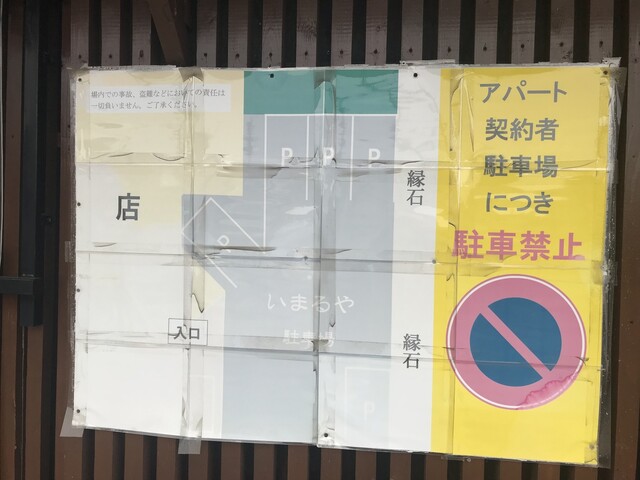 場内での事故、盗難などにおいての責任は
一切負いません。ご了承ください。
アパート
契約者
駐車場
につき
駐車禁止
P P P
縁石
店
P
いまるや
駐車場
入口
縁石
P